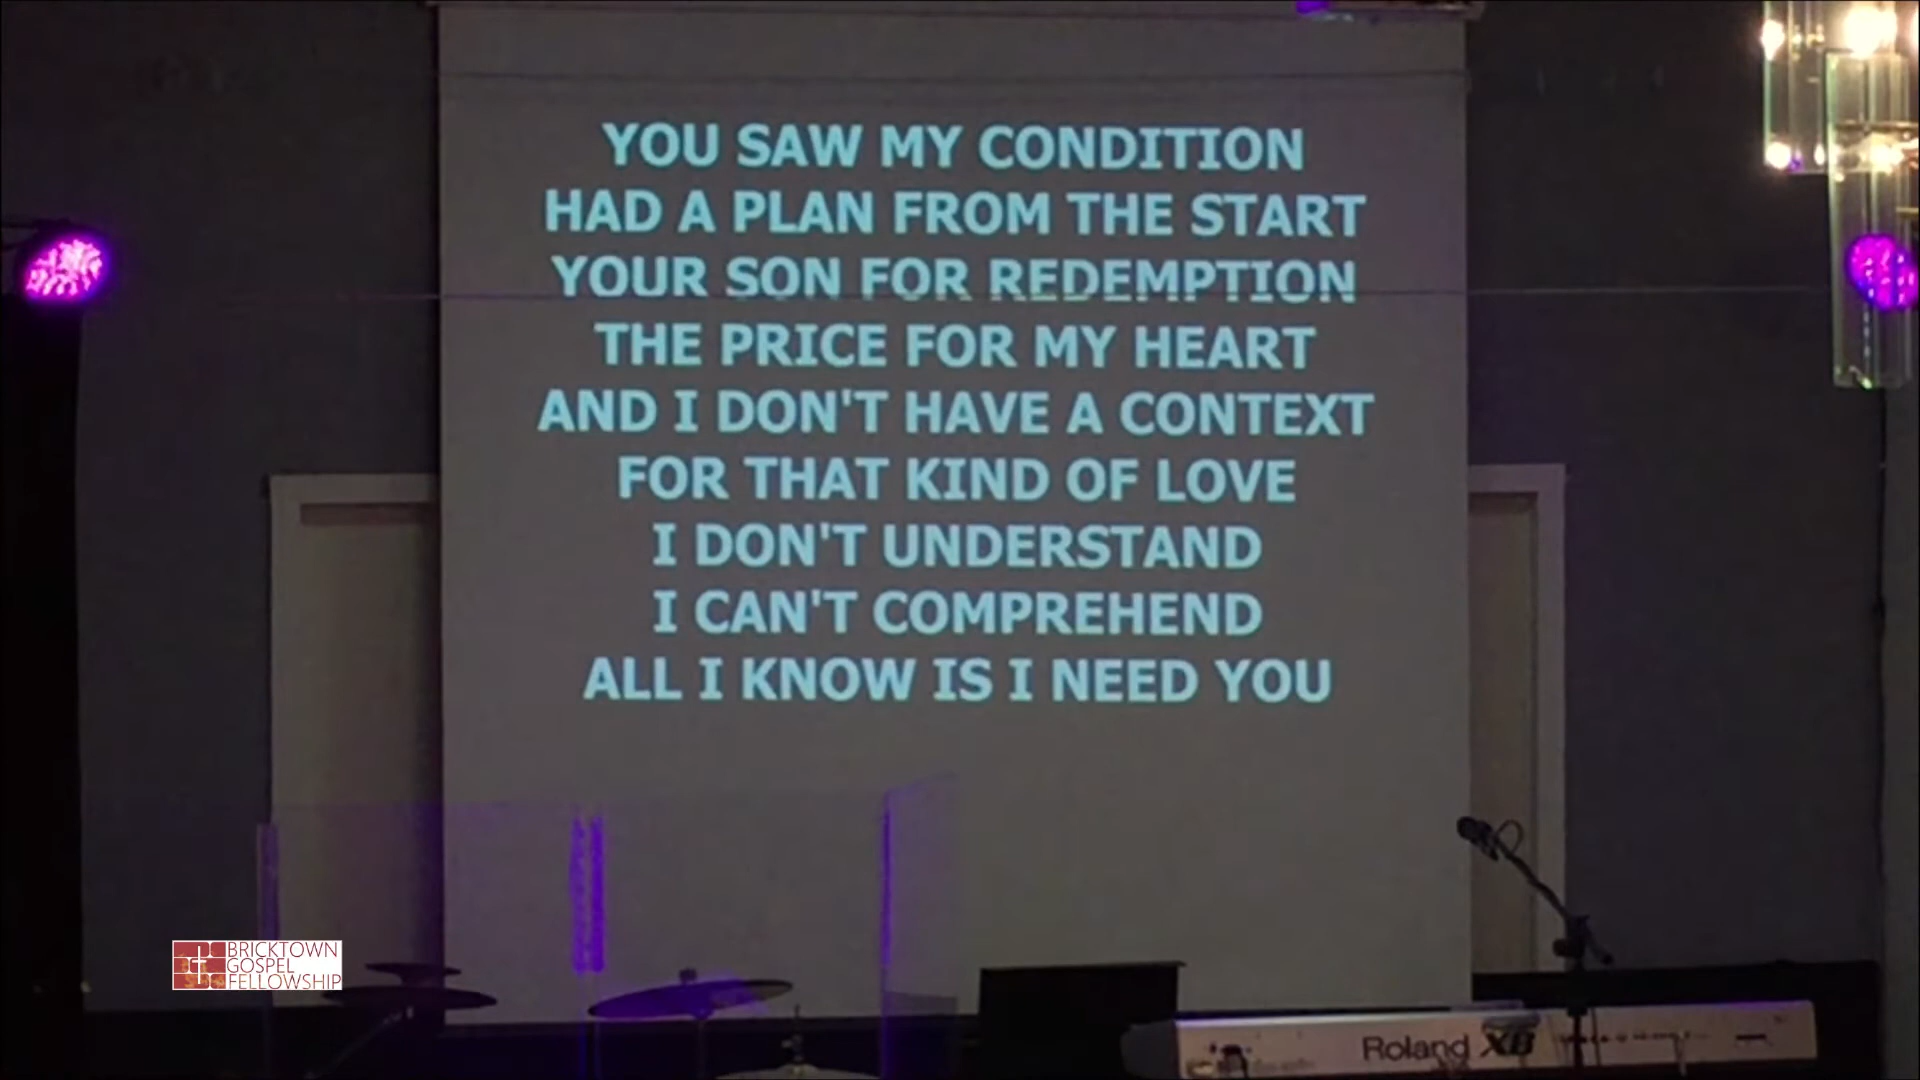 YOU SAW MY CONDITION
HAD A PLAN FROM THE START
YOUR SON FOR REDEMPTION
THE PRICE FOR MY HEART
AND I DON'T HAVE A CONTEXT
FOR THAT KIND OF LOVE
I DON'T UNDERSTAND
I CAN'T COMPREHEND
ALL I KNOW IS I NEED YOU
BRICKTOWN
GOSPEL
FELLOWSHIP
Roland X8